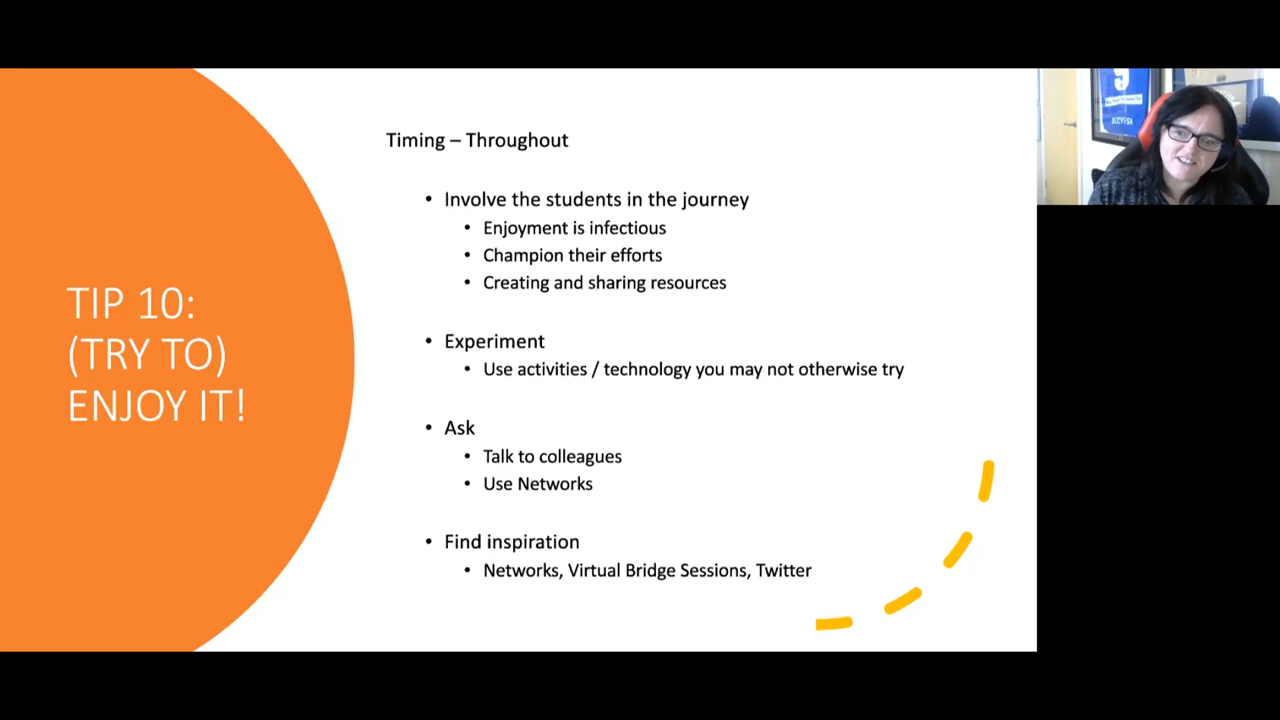 TIP 10:
(TRY TO)
ENJOY IT!
Timing – Throughout
• Involve the students in the journey
• Enjoyment is infectious
• Champion their efforts
• Creating and sharing resources
• Experiment
• Use activities / technology you may not otherwise try
• Ask
• Talk to colleagues
• Use Networks
• Find inspiration
• Networks, Virtual Bridge Sessions, Twitter